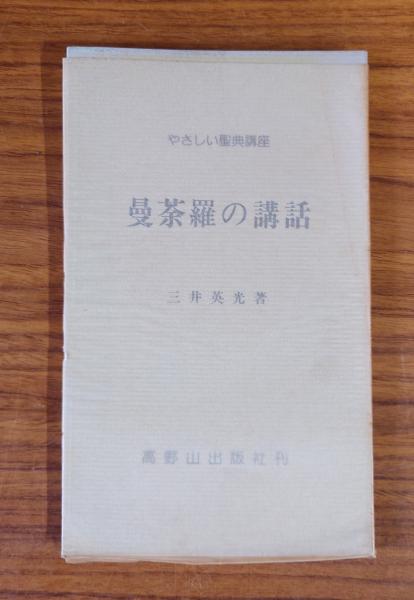 やさしい聖典講座
曼荼羅の講話
三井英光著
高野山出版社刊